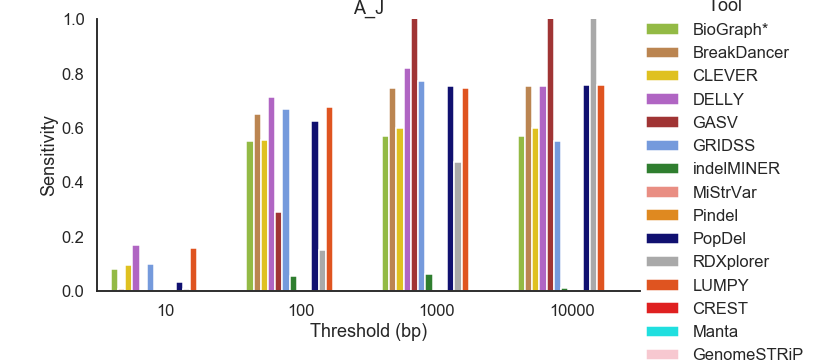 A_J
Tool
1.0
0.8
0.6
0.4
0.2
0.0
Sensitivity
10
100
1000
10000
Threshold (bp)
BioGraph*
BreakDancer
CLEVER
DELLY
GASV
GRIDSS
indelMINER
MiStrVar
Pindel
PopDel
RDXplorer
LUMPY
CREST
Manta
GenomeSTRiP